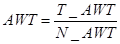 AWT = T_AWT / N_AWT